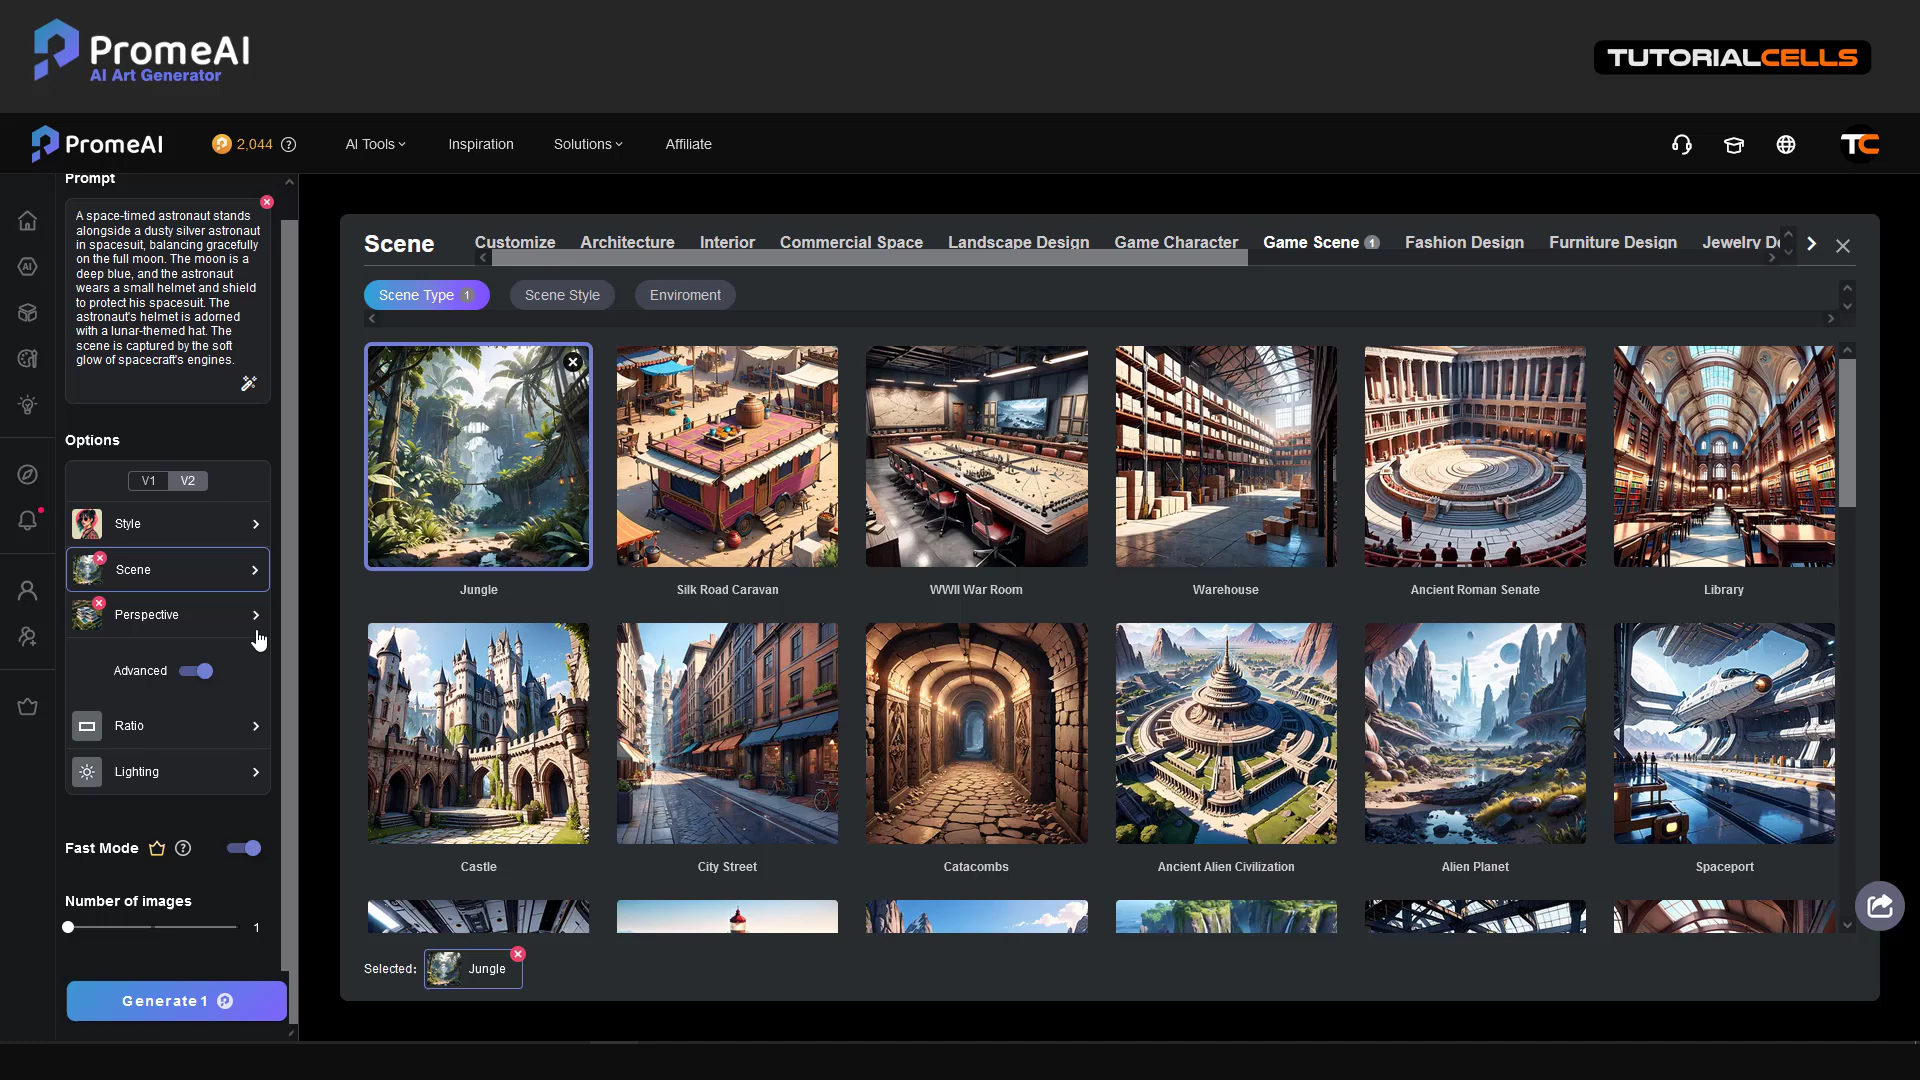 PromeAI
AI Art Generator
TUTORIALCELLS
PromeAI
2,044
AI Tools
Inspiration
Solutions
Affiliate
TC
Prompt
A space-timed astronaut stands
alongside a dusty silver astronaut
in spacesuit, balancing gracefully
on the full moon. The moon is a
deep blue, and the astronaut
wears a small helmet and shield
to protect his spacesuit. The
astronaut's helmet is adorned
with a lunar-themed hat. The
scene is captured by the soft
glow of spacecraft's engines.
Options
V1 V2
Style
Scene
Perspective
Advanced
Ratio
Lighting
Fast Mode
Number of images
1
Generate 1
Scene
Customize
Architecture
Interior
Commercial Space
Landscape Design
Game Character
Game Scene 1
Fashion Design
Furniture Design
Jewelry De
Scene Type 1
Scene Style
Enviroment
Jungle
Silk Road Caravan
WWII War Room
Warehouse
Ancient Roman Senate
Library
Castle
City Street
Catacombs
Ancient Alien Civilization
Alien Planet
Spaceport
Selected:
Jungle